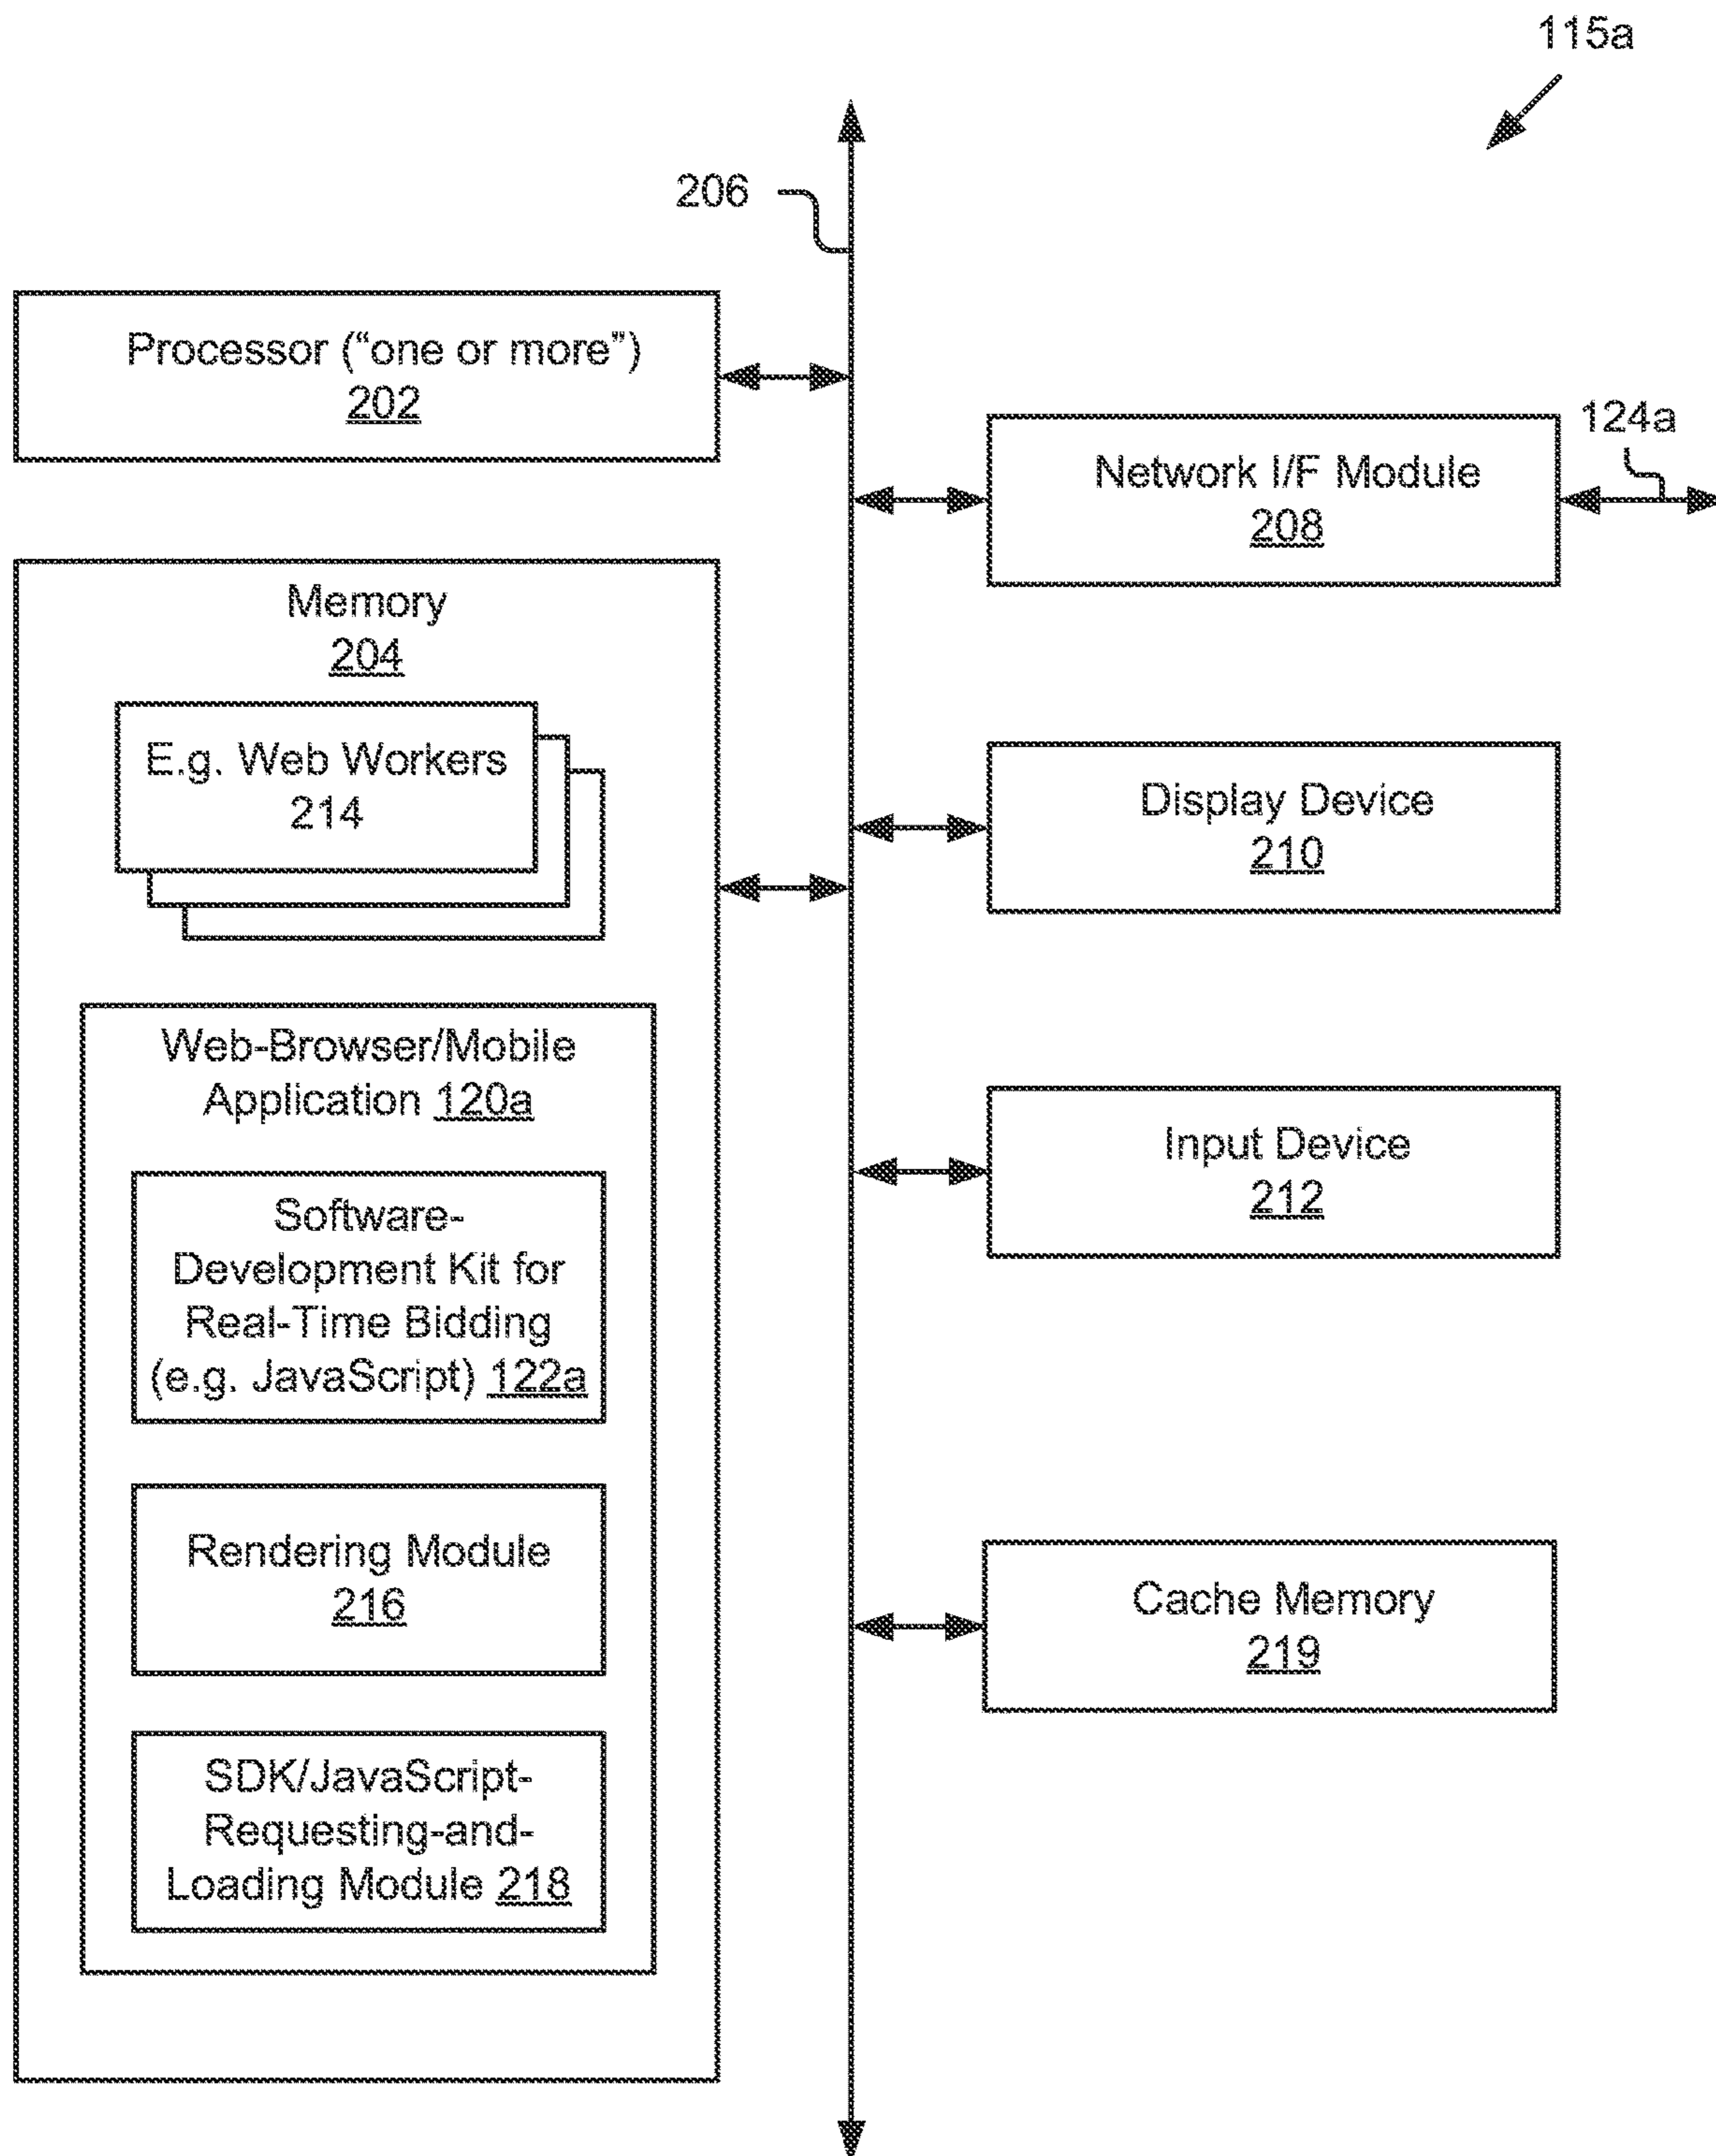 115a
206
Processor (“one or more”)
202
124a
Network I/F Module
208
Memory
204
E.g. Web Workers
214
Display Device
210
Web-Browser/Mobile
Application 120a
Input Device
212
Software-
Development Kit for
Real-Time Bidding
(e.g. JavaScript) 122a
Rendering Module
216
Cache Memory
219
SDK/JavaScript-
Requesting-and-
Loading Module 218